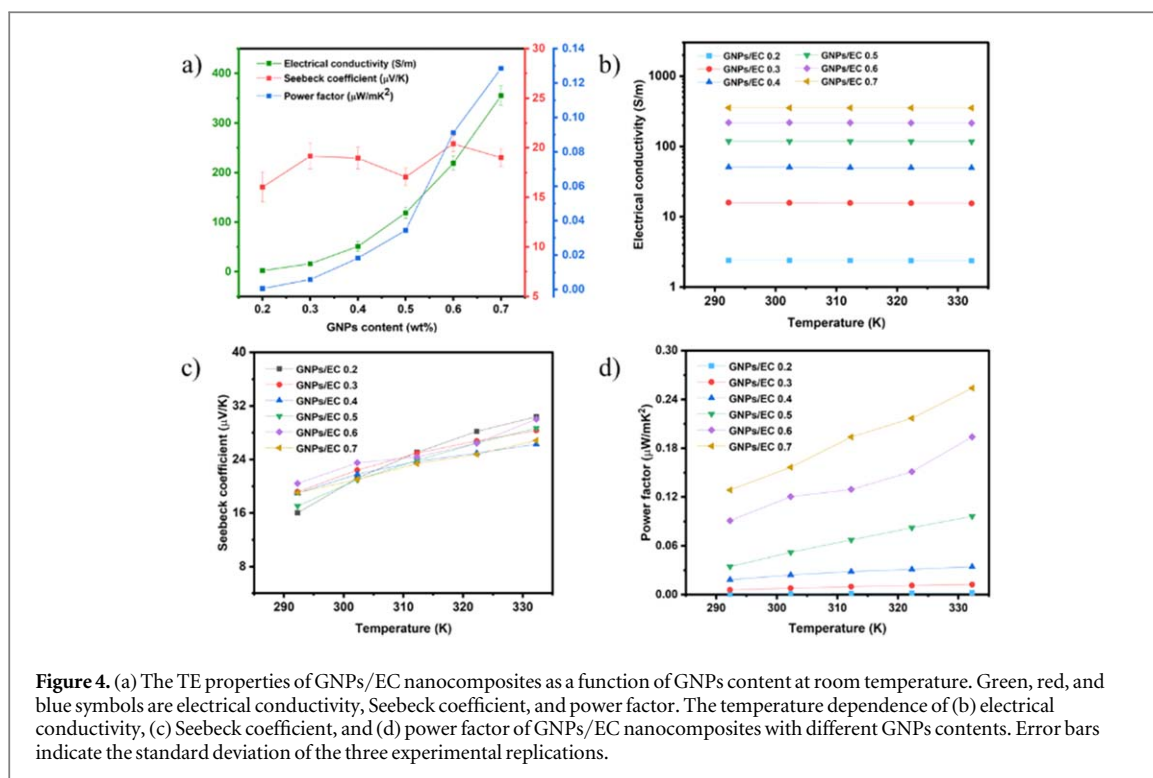 a)
Electrical conductivity (S/m)
Seebeck coefficient (μV/K)
Power factor (μW/mK²)
400
300
200
100
0
30
25
20
15
10
5
0.14
0.12
0.10
0.08
0.06
0.04
0.02
0.00
0.2 0.3 0.4 0.5 0.6 0.7
GNPs content (wt%)
b)
GNPs/EC 0.2 GNPs/EC 0.5
GNPs/EC 0.3 GNPs/EC 0.6
GNPs/EC 0.4 GNPs/EC 0.7
Electrical conductivity (S/m)
1000
100
10
1
290 300 310 320 330
Temperature (K)
c)
GNPs/EC 0.2
GNPs/EC 0.3
GNPs/EC 0.4
GNPs/EC 0.5
GNPs/EC 0.6
GNPs/EC 0.7
Seebeck coefficient (μV/K)
40
32
24
16
8
290 300 310 320 330
Temperature (K)
d)
GNPs/EC 0.2
GNPs/EC 0.3
GNPs/EC 0.4
GNPs/EC 0.5
GNPs/EC 0.6
GNPs/EC 0.7
Power factor (μW/mK²)
0.30
0.24
0.18
0.12
0.06
0.00
290 300 310 320 330
Temperature (K)
Figure 4. (a) The TE properties of GNPs/EC nanocomposites as a function of GNPs content at room temperature. Green, red, and
blue symbols are electrical conductivity, Seebeck coefficient, and power factor. The temperature dependence of (b) electrical
conductivity, (c) Seebeck coefficient, and (d) power factor of GNPs/EC nanocomposites with different GNPs contents. Error bars
indicate the standard deviation of the three experimental replications.